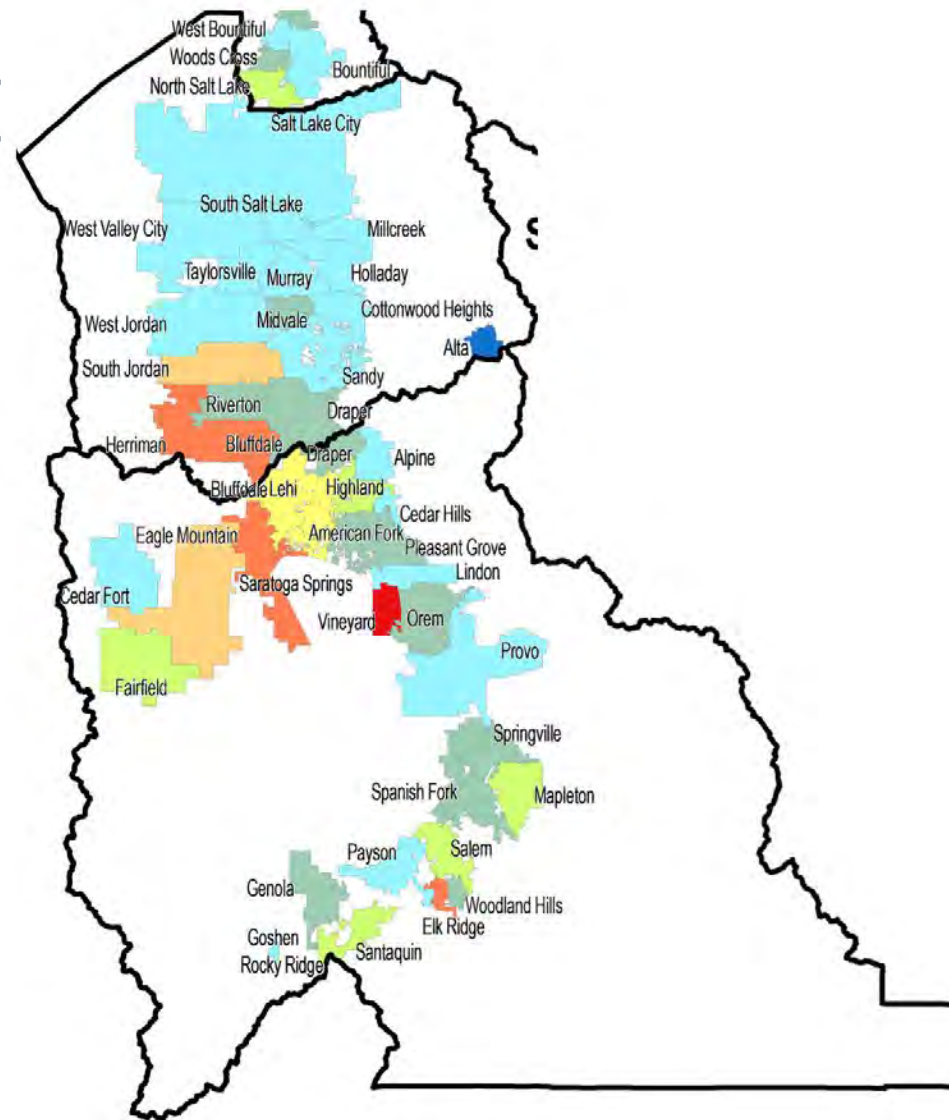 West Bountiful
Woods Cross
Bountiful
North Salt Lake
Salt Lake City
South Salt Lake
West Valley City
Millcreek
Taylorsville
Murray
Holladay
Cottonwood Heights
West Jordan
Midvale
Alta
South Jordan
Sandy
Riverton
Draper
Herriman
Bluffdale
Draper
Alpine
Bluffdale
Lehi
Highland
Cedar Hills
Eagle Mountain
American Fork
Pleasant Grove
Lindon
Saratoga Springs
Cedar Fort
Vineyard
Orem
Provo
Fairfield
Springville
Spanish Fork
Mapleton
Payson
Salem
Genola
Woodland Hills
Elk Ridge
Goshen
Santaquin
Rocky Ridge